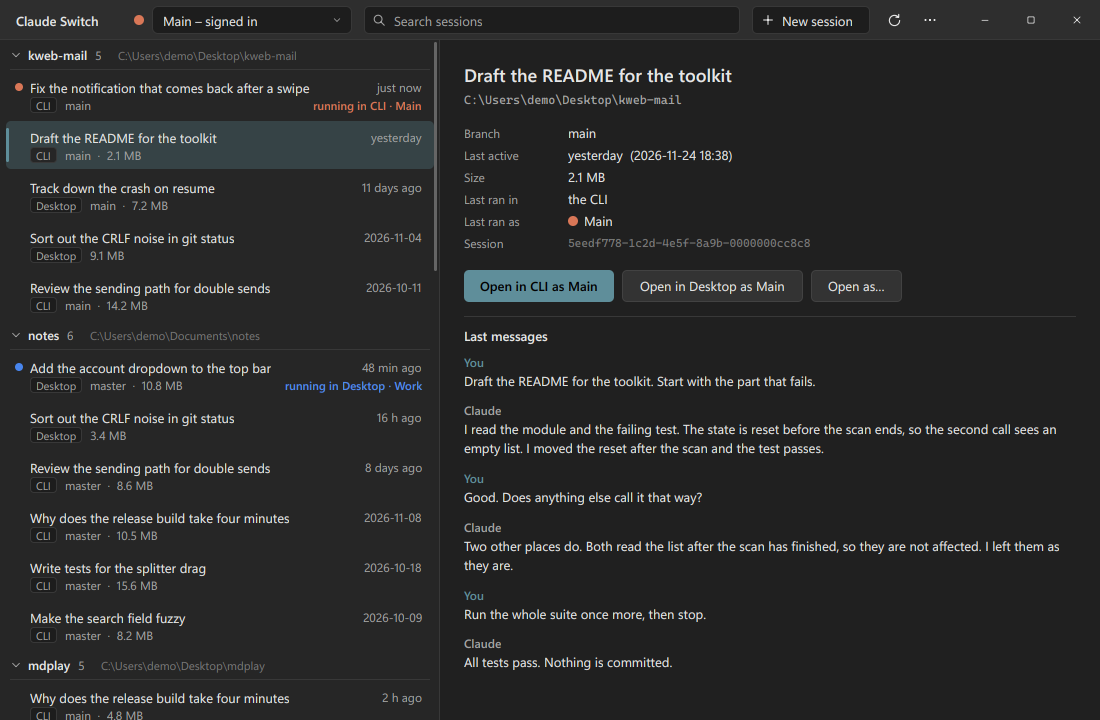 Claude Switch
Main – signed in
Search sessions
New session
kweb-mail 5 C:\Users\demo\Desktop\kweb-mail
Fix the notification that comes back after a swipe just now
CLI main running in CLI · Main
Draft the README for the toolkit yesterday
CLI main · 2.1 MB
Track down the crash on resume 11 days ago
Desktop main · 7.2 MB
Sort out the CRLF noise in git status 2026-11-04
Desktop 9.1 MB
Review the sending path for double sends 2026-10-11
CLI main · 14.2 MB
notes 6 C:\Users\demo\Documents\notes
Add the account dropdown to the top bar 48 min ago
Desktop master · 10.8 MB running in Desktop · Work
Sort out the CRLF noise in git status 16 h ago
Desktop 3.4 MB
Review the sending path for double sends 8 days ago
CLI master · 8.6 MB
Why does the release build take four minutes 2026-11-08
CLI master · 10.5 MB
Write tests for the splitter drag 2026-10-18
CLI master · 15.6 MB
Make the search field fuzzy 2026-10-09
CLI master · 8.2 MB
mdplay 5 C:\Users\demo\Desktop\mdplay
Why does the release build take four minutes 2 h ago
CLI main · 4.8 MB
Draft the README for the toolkit
C:\Users\demo\Desktop\kweb-mail
Branch main
Last active yesterday (2026-11-24 18:38)
Size 2.1 MB
Last ran in the CLI
Last ran as Main
Session 5eedf778-1c2d-4e5f-8a9b-0000000cc8c8
Open in CLI as Main
Open in Desktop as Main
Open as...
Last messages
You
Draft the README for the toolkit. Start with the part that fails.
Claude
I read the module and the failing test. The state is reset before the scan ends, so the second call sees an
empty list. I moved the reset after the scan and the test passes.
You
Good. Does anything else call it that way?
Claude
Two other places do. Both read the list after the scan has finished, so they are not affected. I left them as
they are.
You
Run the whole suite once more, then stop.
Claude
All tests pass. Nothing is committed.